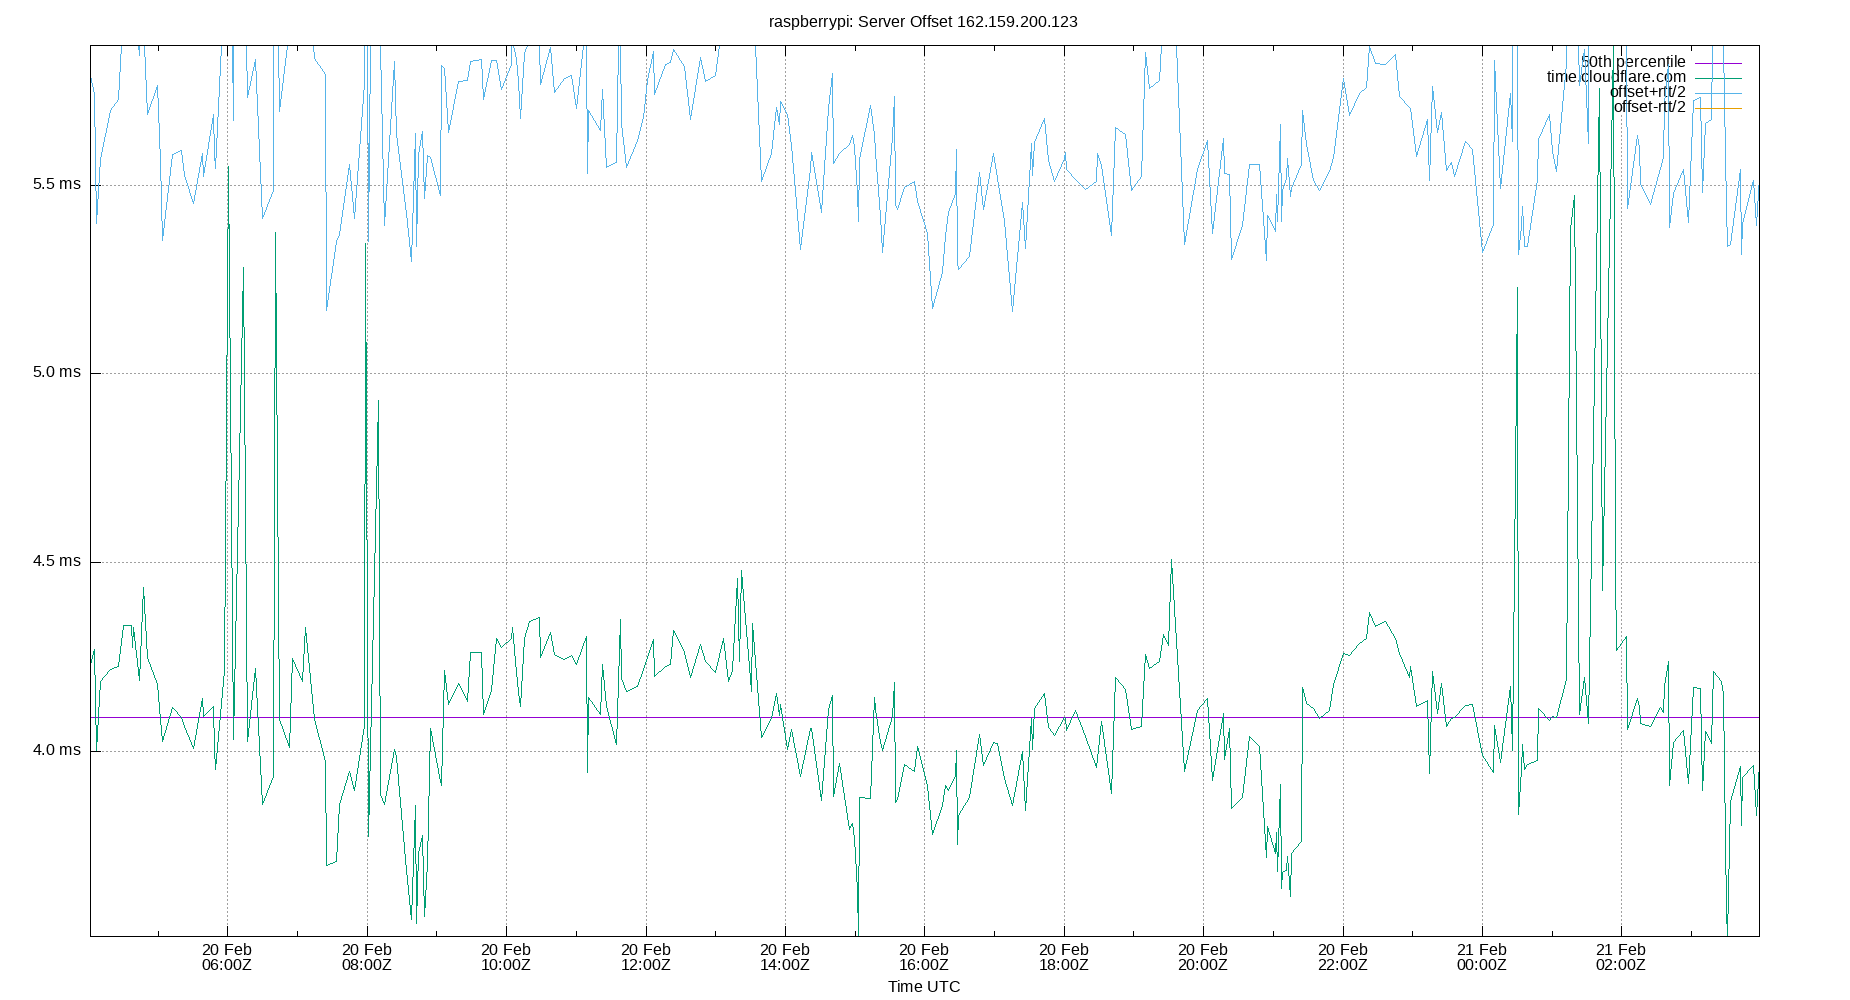 raspberrypi: Server Offset 162.159.200.123
50th percentile
time.cloudflare.com
offset+rtt/2
offset-rtt/2
5.5 ms
5.0 ms
4.5 ms
4.0 ms
20 Feb 20 Feb 20 Feb 20 Feb 20 Feb 20 Feb 20 Feb 20 Feb 20 Feb 21 Feb 21 Feb
06:00Z 08:00Z 10:00Z 12:00Z 14:00Z 16:00Z 18:00Z 20:00Z 22:00Z 00:00Z 02:00Z
Time UTC